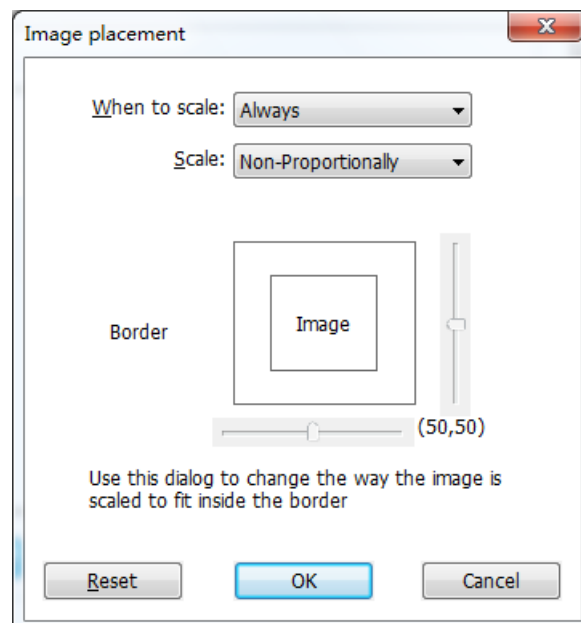 Image placement
When to scale: Always
Scale: Non-Proportionally
Border
Image
(50,50)
Use this dialog to change the way the image is
scaled to fit inside the border
Reset OK Cancel